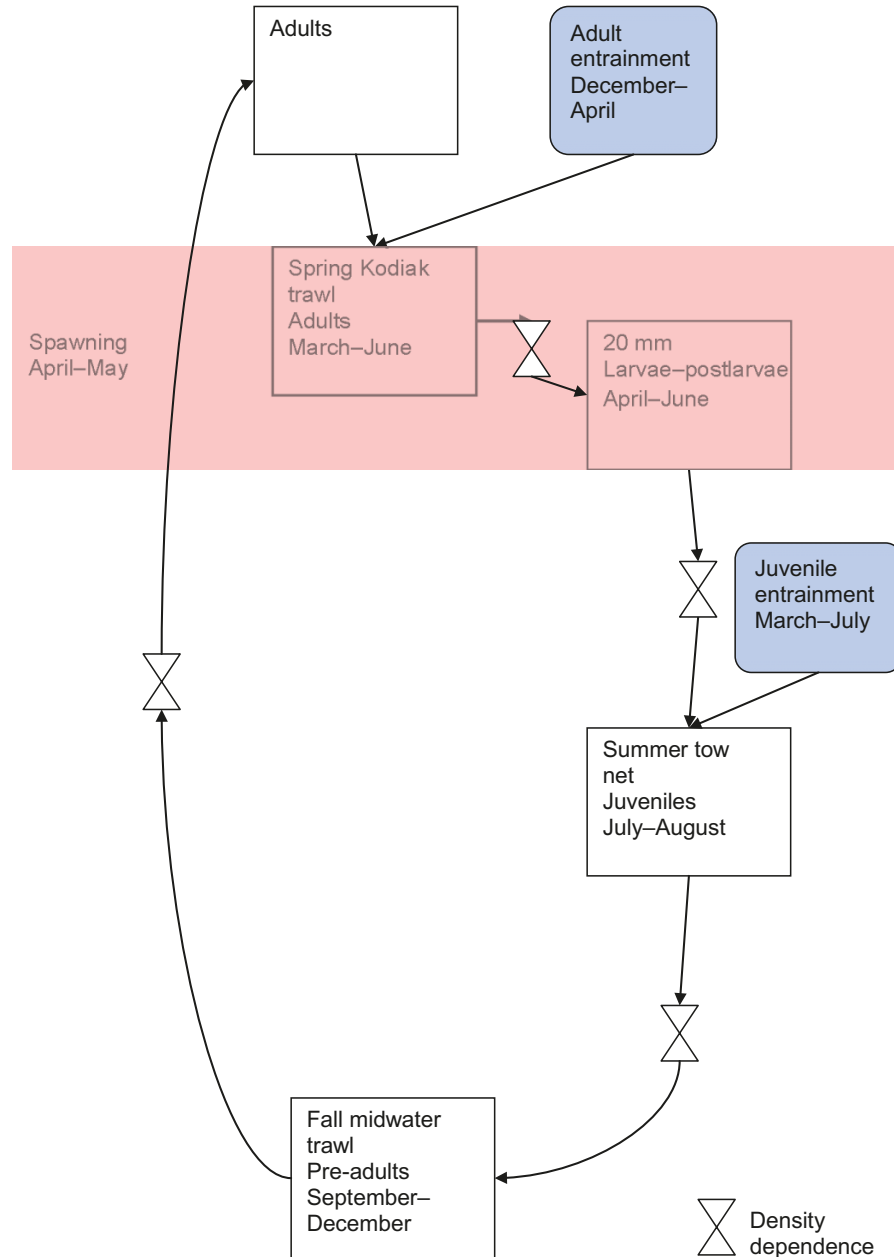 Adults
Adult
entrainment
December–
April
Spawning
April–May
Spring Kodiak
trawl
Adults
March–June
20 mm
Larvae–postlarvae
April–June
Juvenile
entrainment
March–July
Summer tow
net
Juveniles
July–August
Fall midwater
trawl
Pre-adults
September–
December
Density
dependence